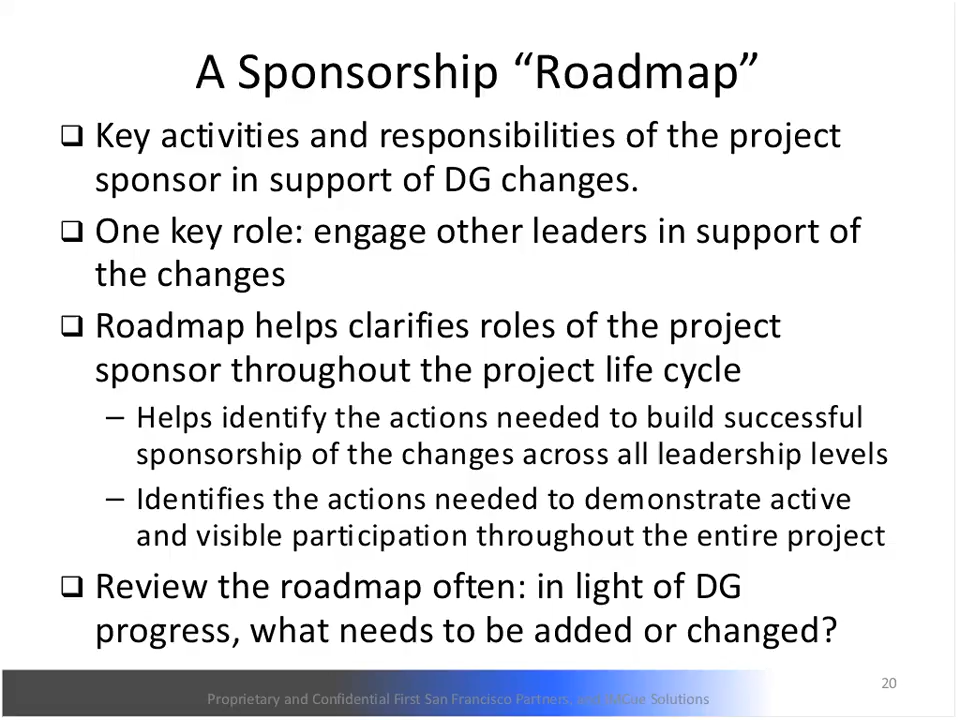 A Sponsorship “Roadmap”
Key activities and responsibilities of the project
sponsor in support of DG changes.
One key role: engage other leaders in support of
the changes
Roadmap helps clarifies roles of the project
sponsor throughout the project life cycle
– Helps identify the actions needed to build successful
sponsorship of the changes across all leadership levels
– Identifies the actions needed to demonstrate active
and visible participation throughout the entire project
Review the roadmap often: in light of DG
progress, what needs to be added or changed?
20
Proprietary and Confidential First San Francisco Partners, Solutions